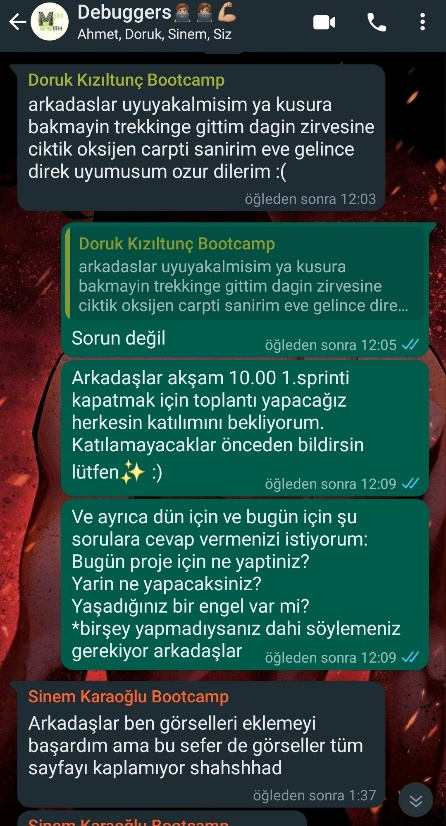 Debuggers
Ahmet, Doruk, Sinem, Siz
Doruk Kızıltunç Bootcamp
arkadaslar uyuyakalmisim ya kusura
bakmayin trekkinge gittim dagin zirvesine
ciktik oksijen carpti sanirim eve gelince
direk uyumusum ozur dilerim :(
öğleden sonra 12:03
Doruk Kızıltunç Bootcamp
arkadaslar uyuyakalmisim ya kusura
bakmayin trekkinge gittim dagin zirvesine
ciktik oksijen carpti sanirim eve gelince dire...
Sorun değil
öğleden sonra 12:05
Arkadaşlar akşam 10.00 1.sprinti
kapatmak için toplantı yapacağız
herkesin katılımını bekliyorum.
Katılamayacaklar önceden bildirsin
lütfen✨ :)
öğleden sonra 12:09
Ve ayrıca dün için ve bugün için şu
sorulara cevap vermenizi istiyorum:
Bugün proje için ne yaptiniz?
Yarin ne yapacaksiniz?
Yaşadığınız bir engel var mi?
*birşey yapmadıysanız dahi söylemeniz
gerekiyor arkadaşlar
öğleden sonra 12:09
Sinem Karaoğlu Bootcamp
Arkadaşlar ben görselleri eklemeyi
başardım ama bu sefer de görseller tüm
sayfayı kaplamıyor shahshhad
öğleden sonra 1:37
Sinem Karaoğlu Bootcamp